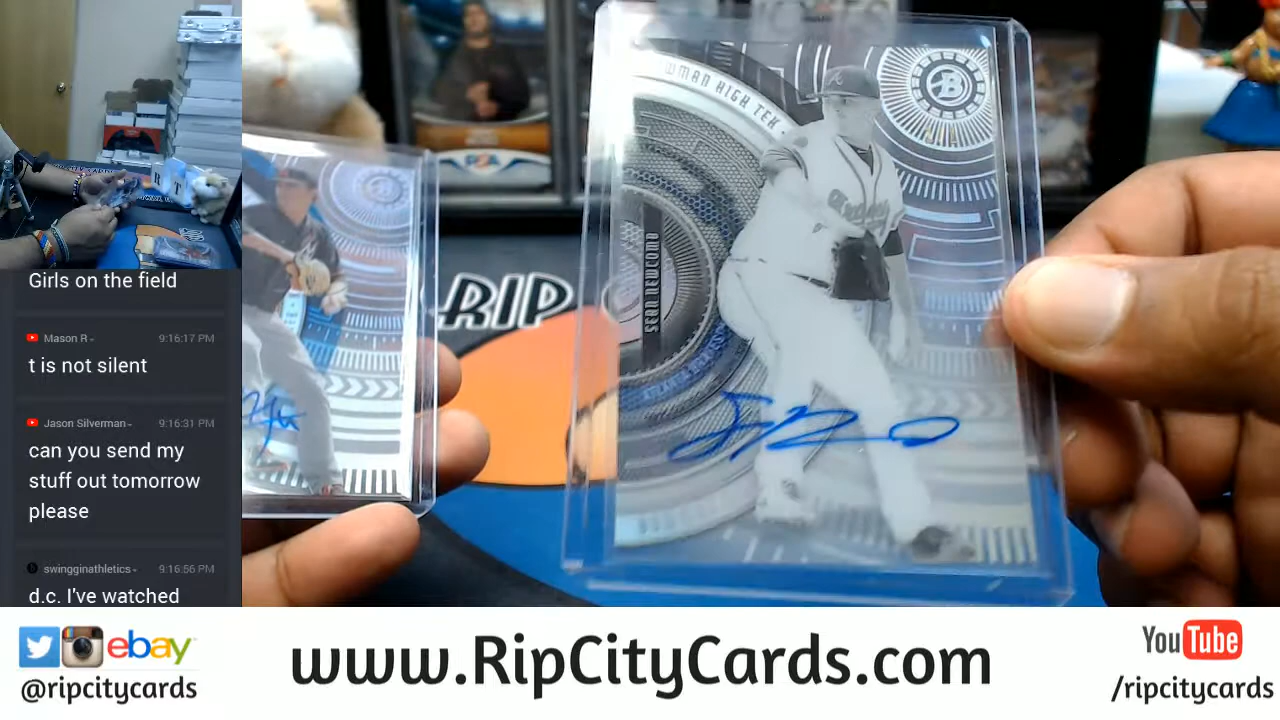 Girls on the field
Mason R
9:16:17 PM
t is not silent
Jason Silverman
9:16:31 PM
can you send my
stuff out tomorrow
please
swingginathletics
9:16:56 PM
d.c. I've watched
RIP
BOWMAN HIGH TEK
B
SEAN NEWCOMB
R
T
ebay
@ripcitycards
www.RipCityCards.com
YouTube
/ripcitycards